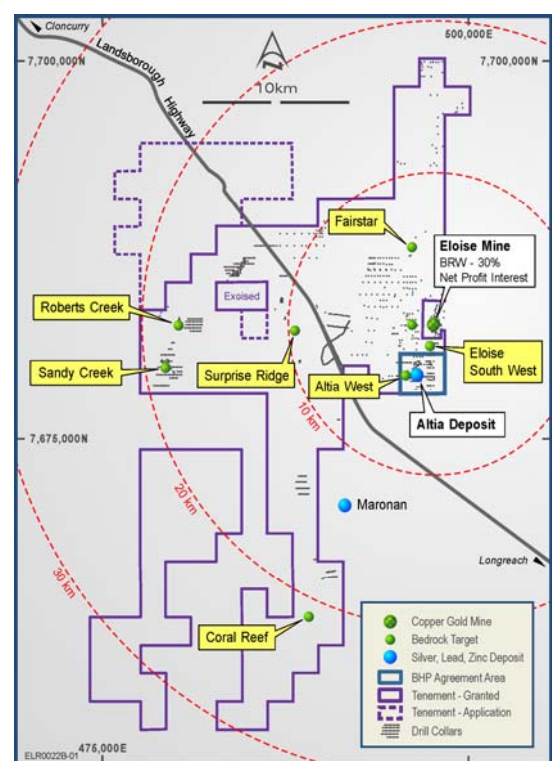 Cloncurry
500,000E
7,700,000N
7,700,000N
Landsborough
Highway
10km
Fairstar
Eloise Mine
BRW - 30%
Net Profit Interest
Exoised
Roberts Creek
Sandy Creek
Surprise Ridge
Altia West
Eloise
South West
10 km
Altia Deposit
7,675,000N
7,675,000N
20 km
Maronan
30 km
Longreach
Coral Reef
Copper Gold Mine
Bedrock Target
Silver, Lead, Zinc Deposit
BHP Agreement Area
Tenement - Granted
Tenement - Application
Drill Collars
475,000E
ELR0022B-01